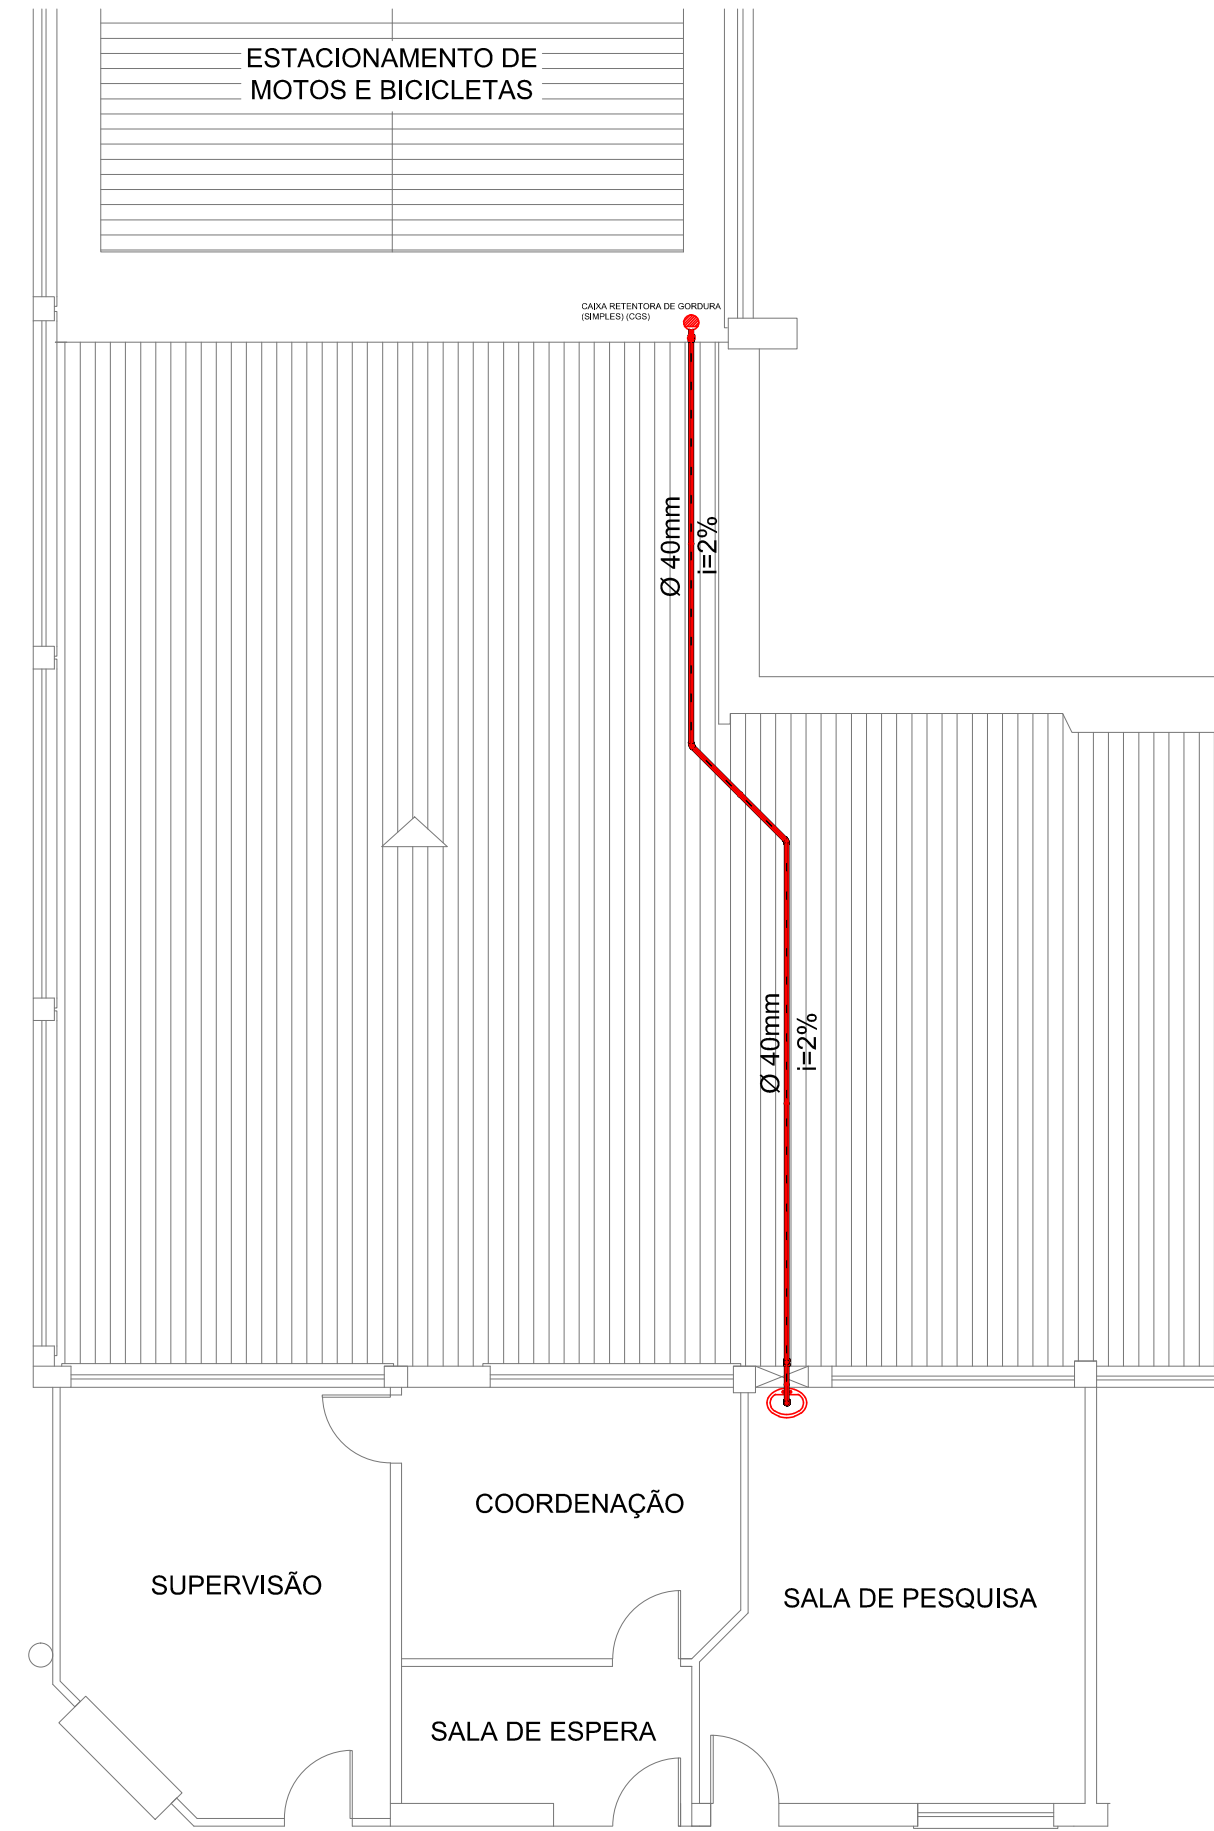 ESTACIONAMENTO DE
MOTOS E BICICLETAS
CAIXA RETENTORA DE GORDURA
(SIMPLES) (CGS)
Ø 40mm
i=2%
Ø 40mm
i=2%
COORDENAÇÃO
SUPERVISÃO
SALA DE PESQUISA
SALA DE ESPERA